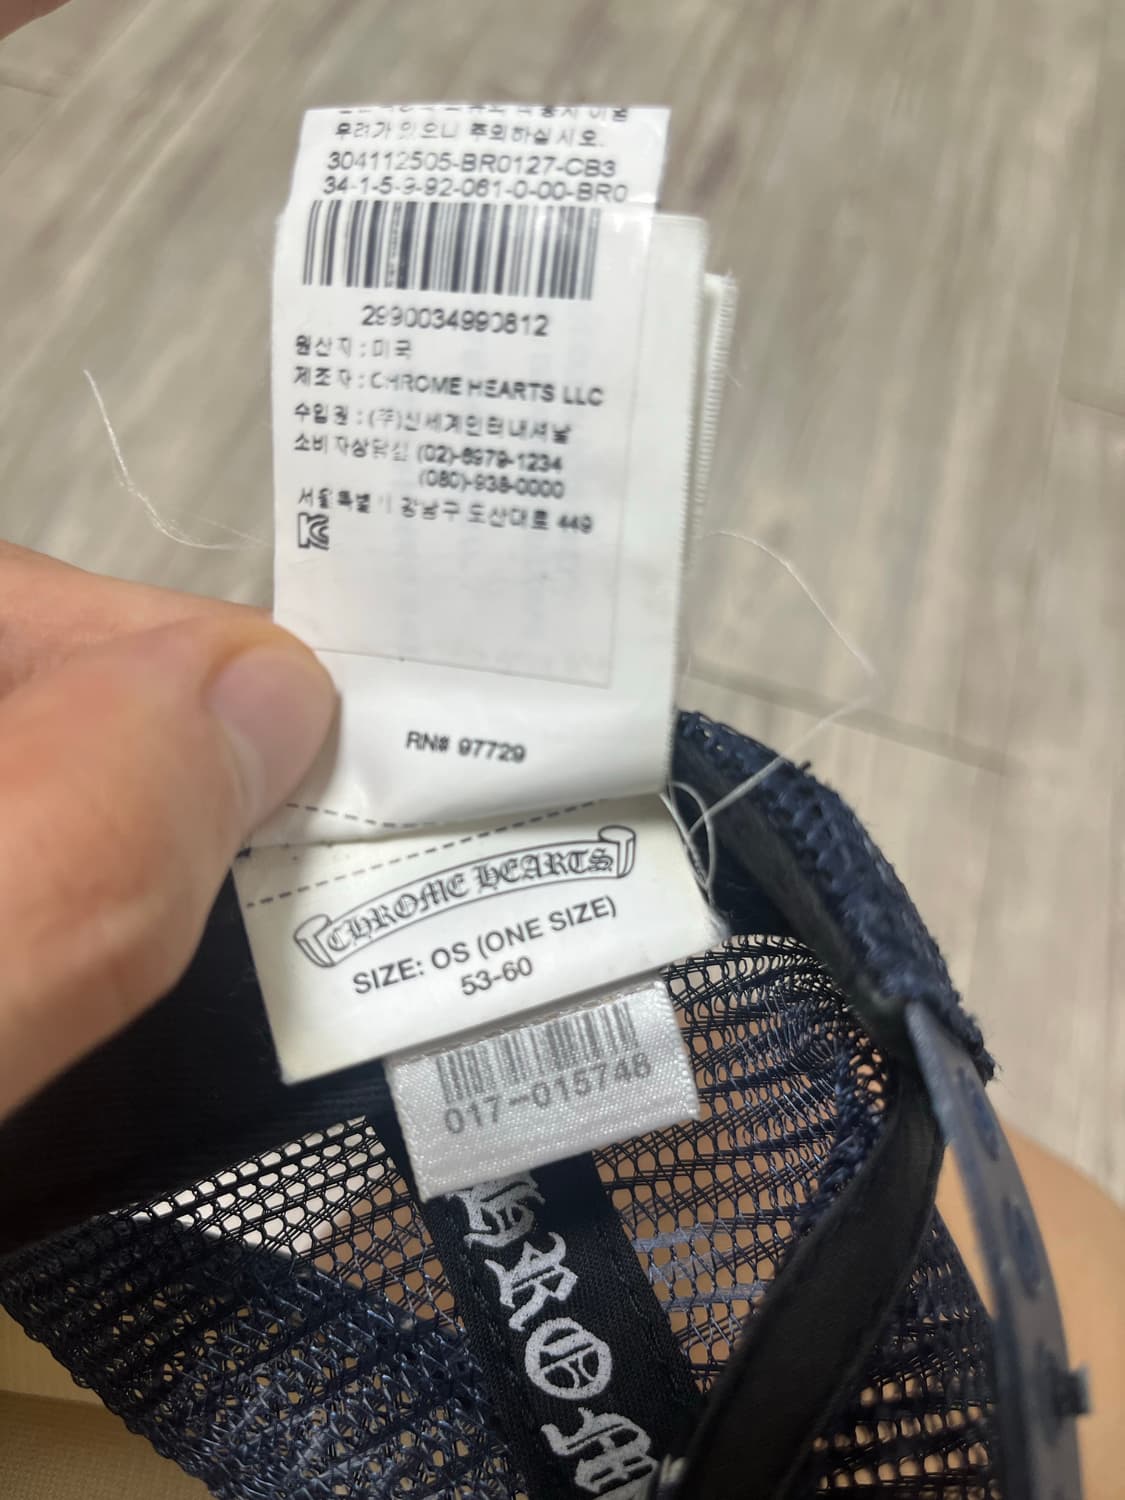 우려가 있으니 주의하십시오.
304112505-BR0127-CB3
34-1-5-9-92-061-0-00-BR0
2990034990812
원산지 : 미국
제조자 : CHROME HEARTS LLC
수입원 : (주)신세계인터내셔날
소비자상담실 (02)-6979-1234
(080)-938-0000
서울특별시 강남구 도산대로 449
RN# 97729
CHROME HEARTS
SIZE: OS (ONE SIZE)
53-60
017-015748
HROM